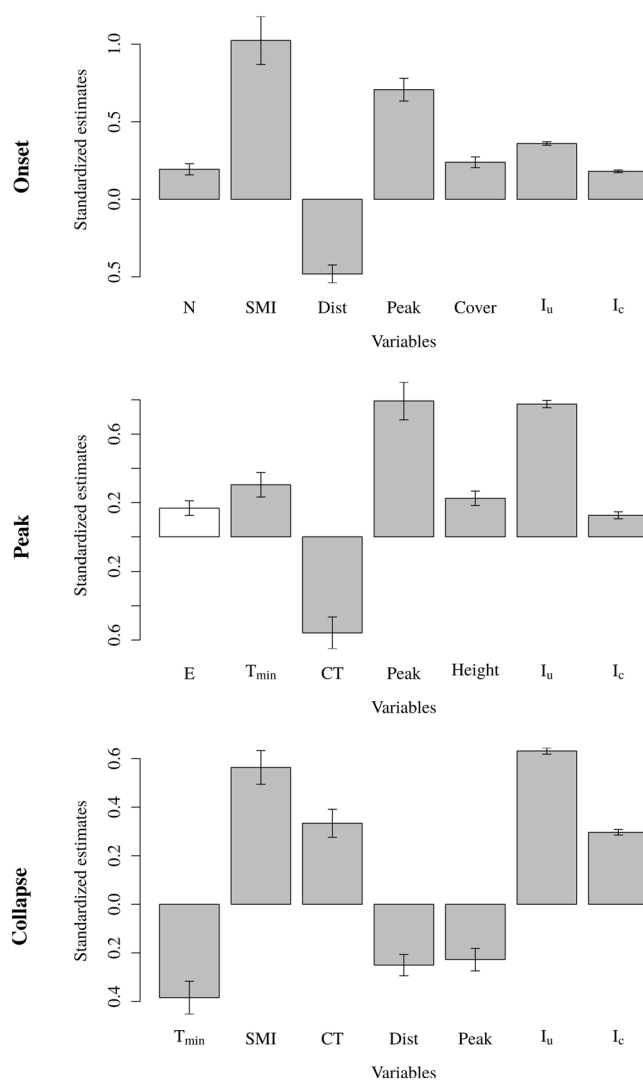 Onset
Standardized estimates
1.0
0.5
0.0
0.5
N SMI Dist Peak Cover Iu Ic
Variables
Peak
Standardized estimates
0.6
0.2
0.2
0.6
E Tmin CT Peak Height Iu Ic
Variables
Collapse
Standardized estimates
0.6
0.4
0.2
0.0
0.2
0.4
Tmin SMI CT Dist Peak Iu Ic
Variables